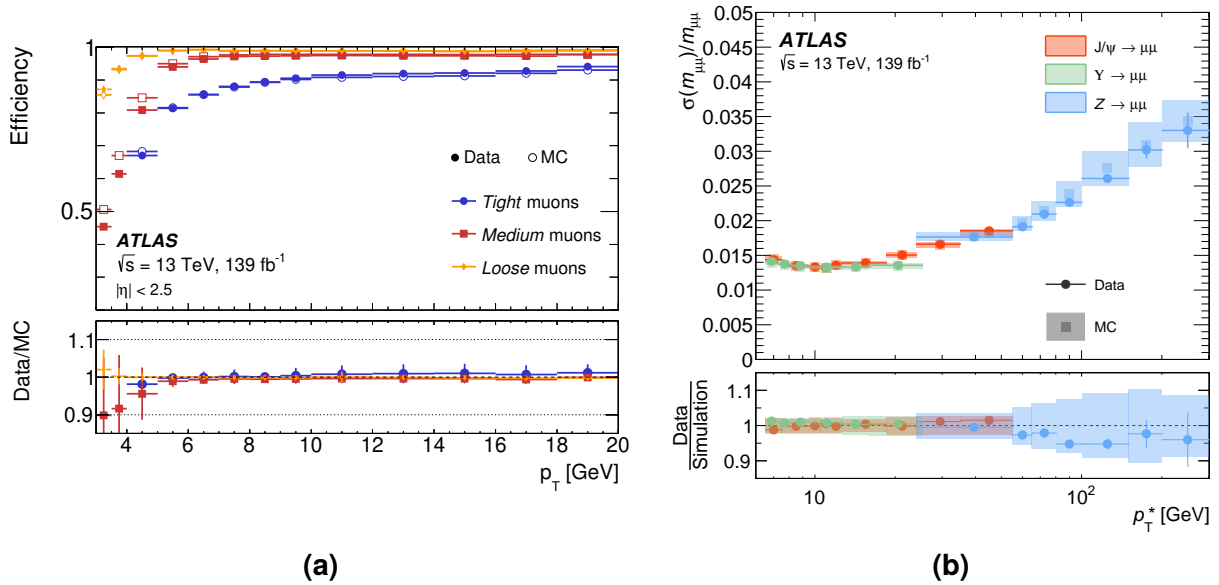 Efficiency
1
0.5
Data
MC
Tight muons
Medium muons
Loose muons
ATLAS
√s = 13 TeV, 139 fb⁻¹
|η| < 2.5
Data/MC
1.1
1
0.9
4 6 8 10 12 14 16 18 20
p_T [GeV]
(a)
σ(m_μμ)/m_μμ
0.05
0.045
0.04
0.035
0.03
0.025
0.02
0.015
0.01
0.005
0
ATLAS
√s = 13 TeV, 139 fb⁻¹
J/ψ → μμ
Υ → μμ
Z → μμ
Data
MC
Data
Simulation
1.1
1
0.9
10 10²
p_T* [GeV]
(b)